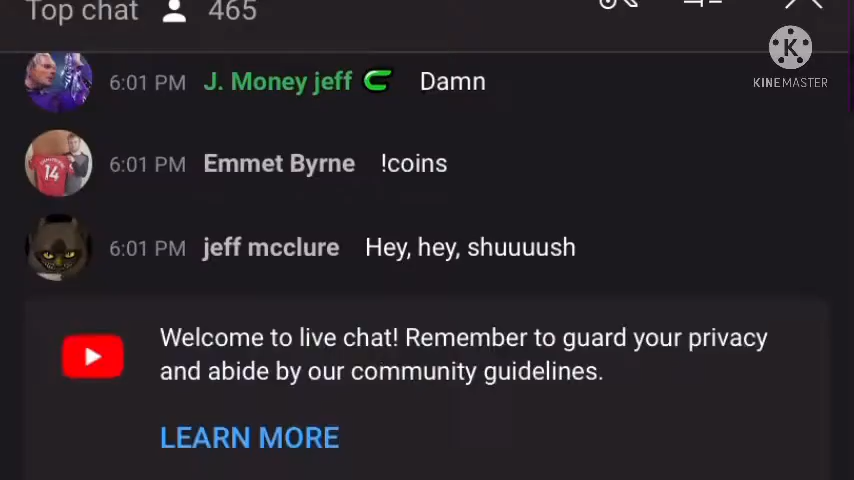 Top chat 465
6:01 PM J. Money jeff Damn
KINEMASTER
6:01 PM Emmet Byrne !coins
14
6:01 PM jeff mcclure Hey, hey, shuuuush
Welcome to live chat! Remember to guard your privacy
and abide by our community guidelines.
LEARN MORE